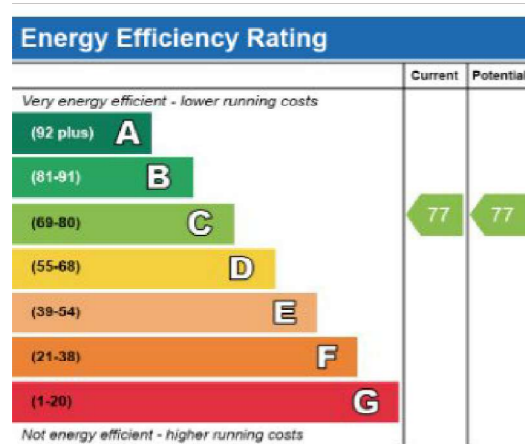 Energy Efficiency Rating
Current Potential
Very energy efficient - lower running costs
(92 plus) A
(81-91) B
(69-80) C 77 77
(55-68) D
(39-54) E
(21-38) F
(1-20) G
Not energy efficient - higher running costs